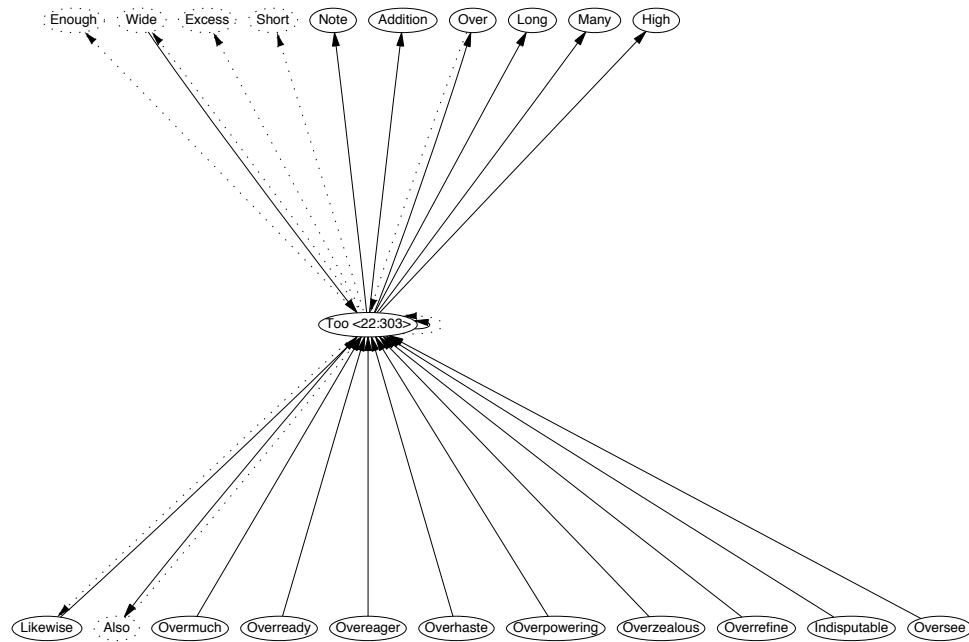 Enough Wide Excess Short Note Addition Over Long Many High
Too <22:303>
Likewise Also Overmuch Overready Overeager Overhaste Overpowering Overzealous Overrefine Indisputable Oversee